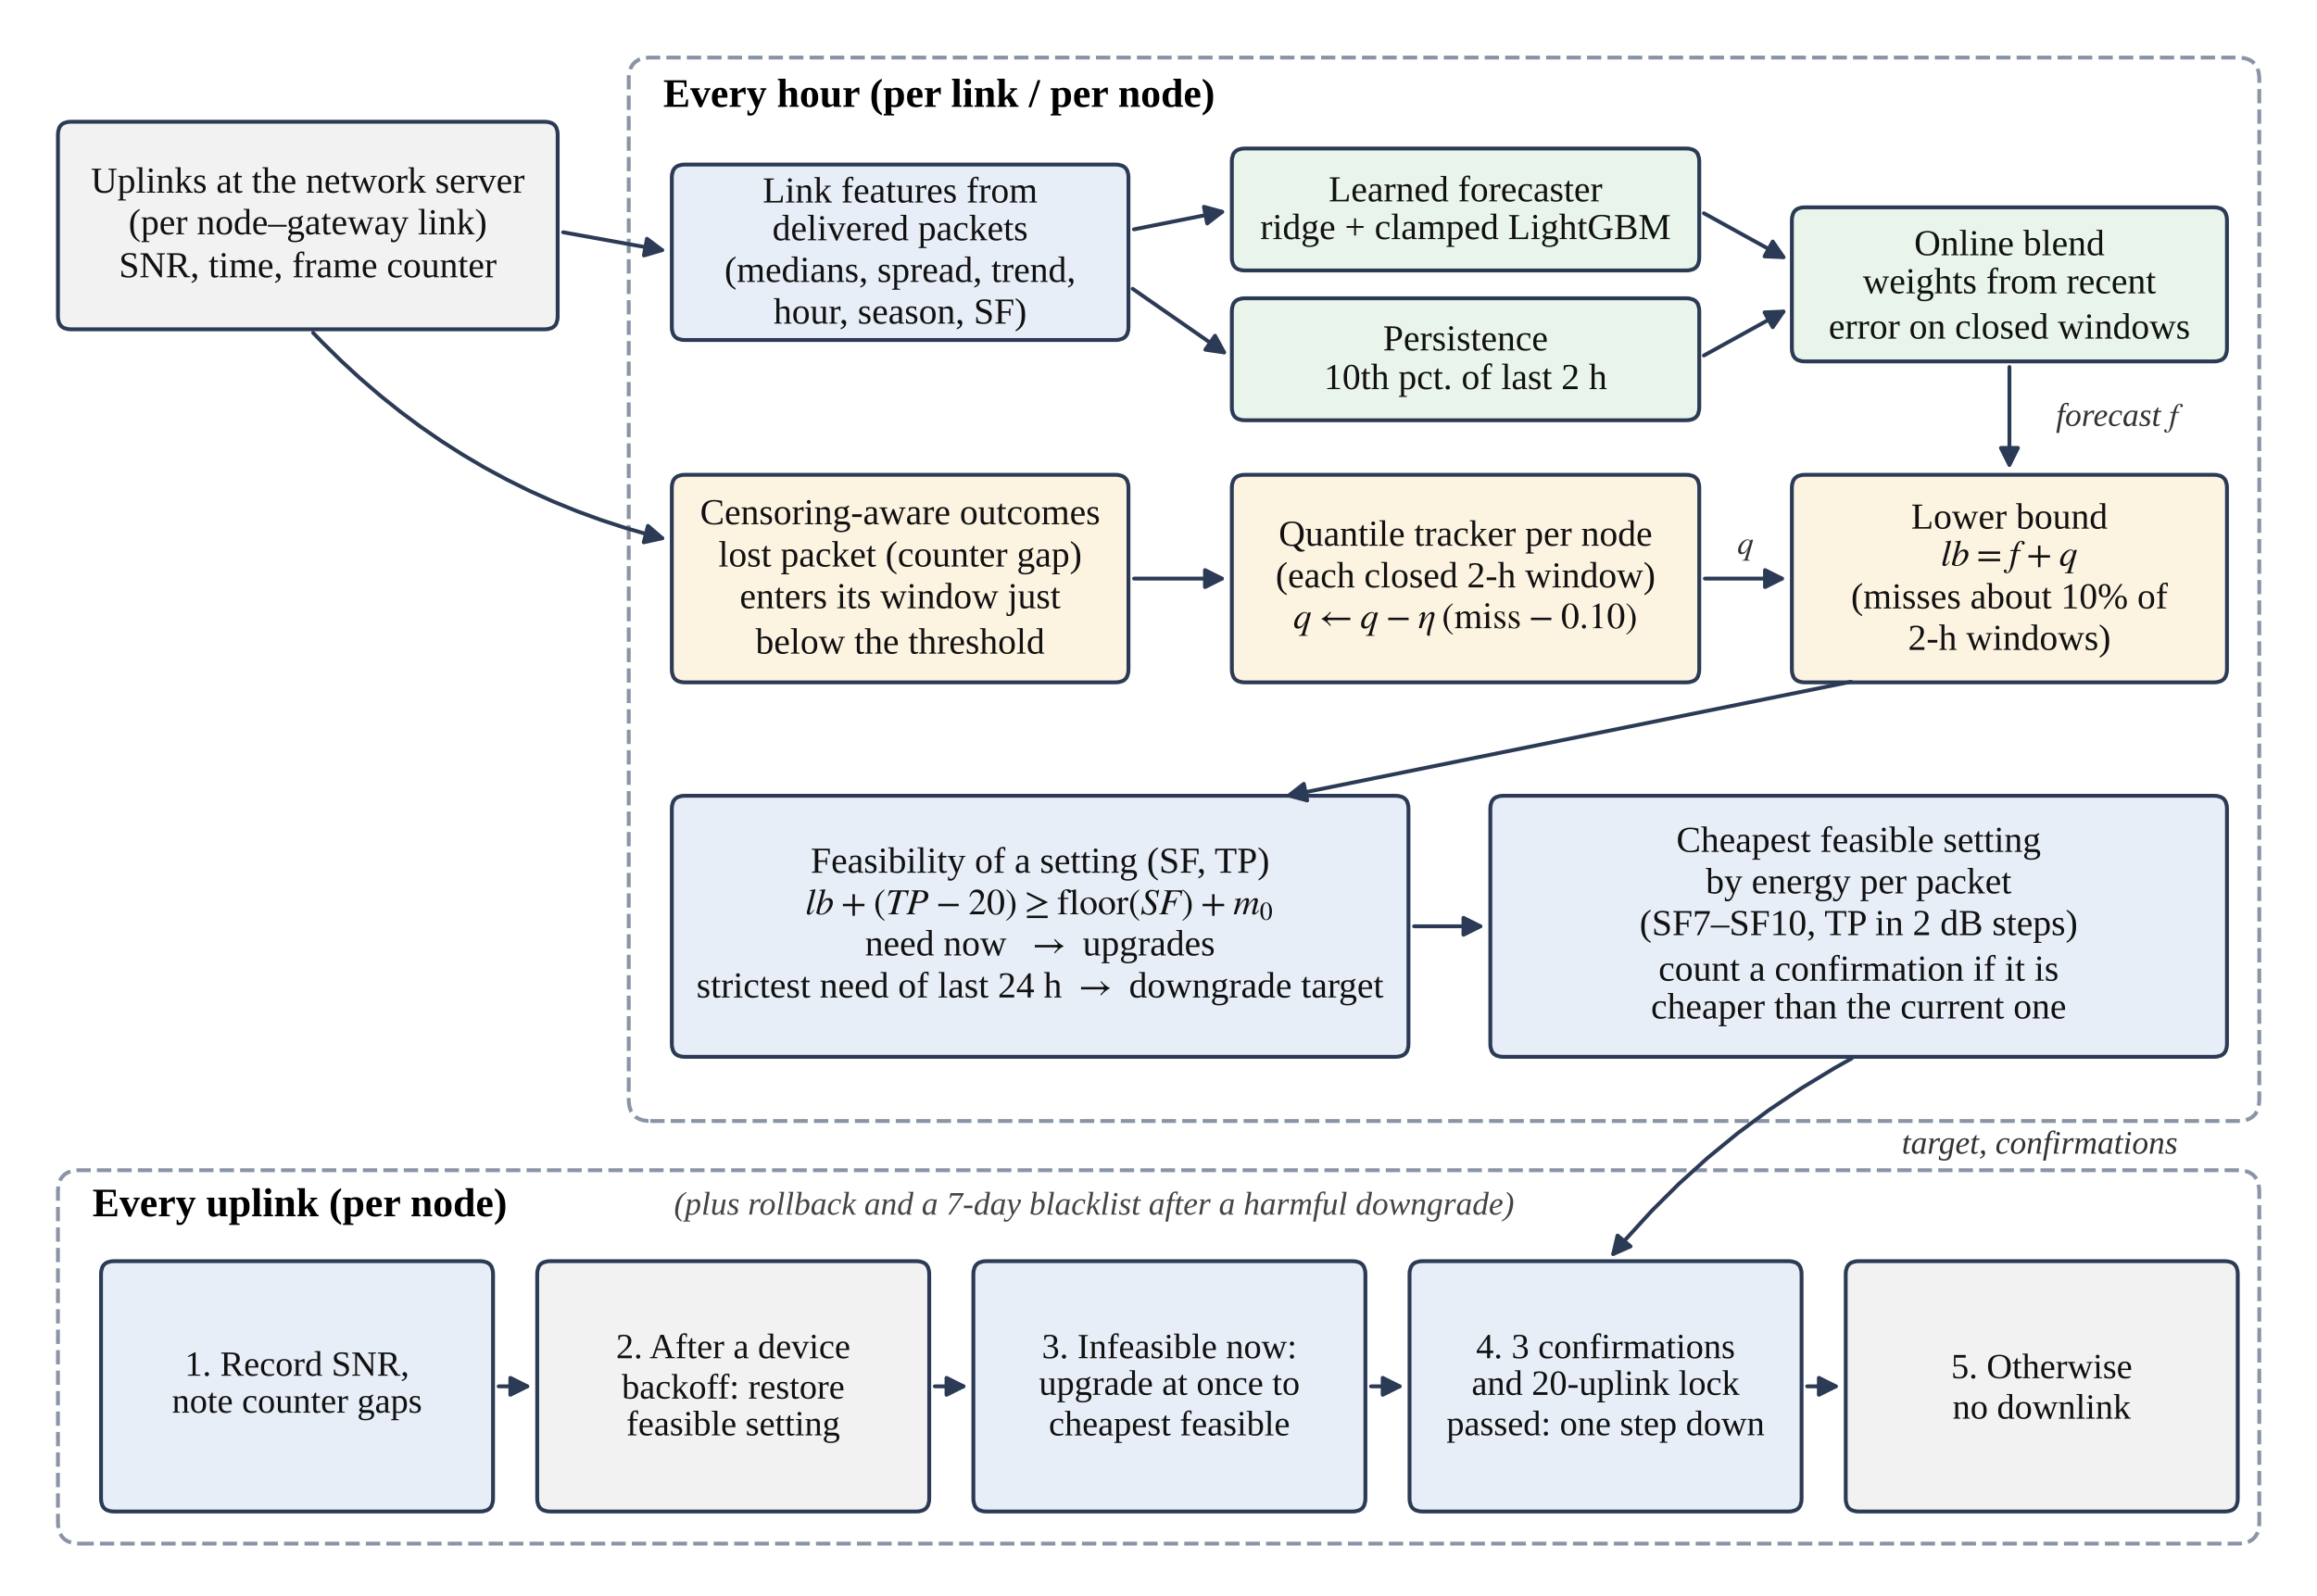 Every hour (per link / per node)
Uplinks at the network server
(per node–gateway link)
SNR, time, frame counter
Link features from
delivered packets
(medians, spread, trend,
hour, season, SF)
Learned forecaster
ridge + clamped LightGBM
Persistence
10th pct. of last 2 h
Online blend
weights from recent
error on closed windows
forecast f
Censoring-aware outcomes
lost packet (counter gap)
enters its window just
below the threshold
Quantile tracker per node
(each closed 2-h window)
q ← q − η (miss − 0.10)
q
Lower bound
lb = f + q
(misses about 10% of
2-h windows)
Feasibility of a setting (SF, TP)
lb + (TP − 20) ≥ floor(SF) + m₀
need now → upgrades
strictest need of last 24 h → downgrade target
Cheapest feasible setting
by energy per packet
(SF7–SF10, TP in 2 dB steps)
count a confirmation if it is
cheaper than the current one
target, confirmations
Every uplink (per node)
(plus rollback and a 7-day blacklist after a harmful downgrade)
1. Record SNR,
note counter gaps
2. After a device
backoff: restore
feasible setting
3. Infeasible now:
upgrade at once to
cheapest feasible
4. 3 confirmations
and 20-uplink lock
passed: one step down
5. Otherwise
no downlink